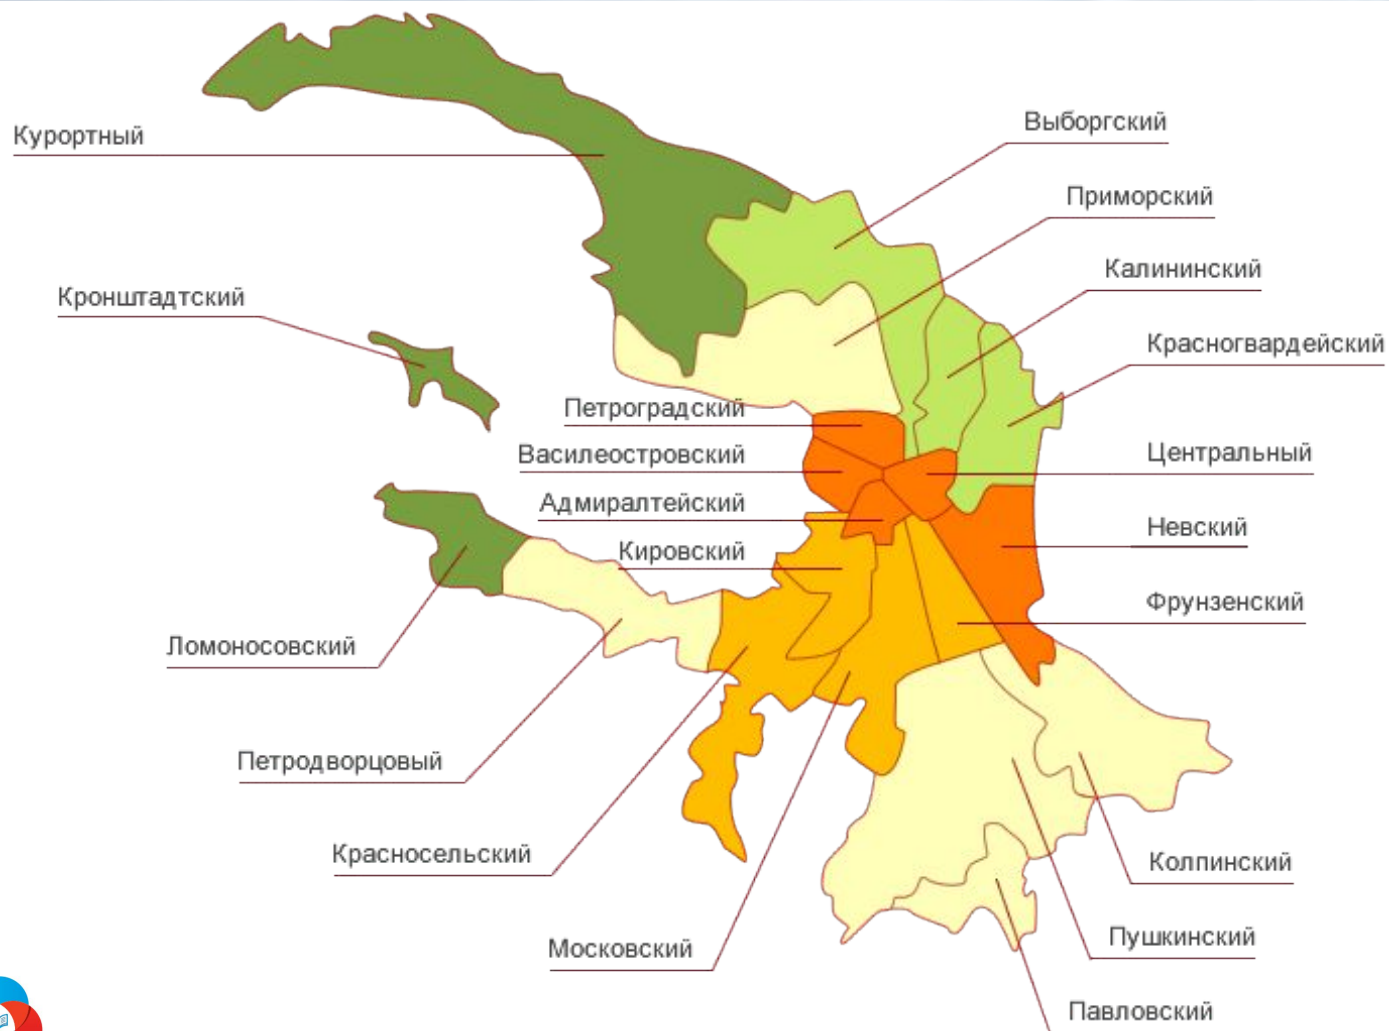 Курортный
Выборгский
Приморский
Калининский
Кронштадтский
Красногвардейский
Петроградский
Василеостровский
Центральный
Адмиралтейский
Невский
Кировский
Фрунзенский
Ломоносовский
Петродворцовый
Красносельский
Колпинский
Московский
Пушкинский
Павловский